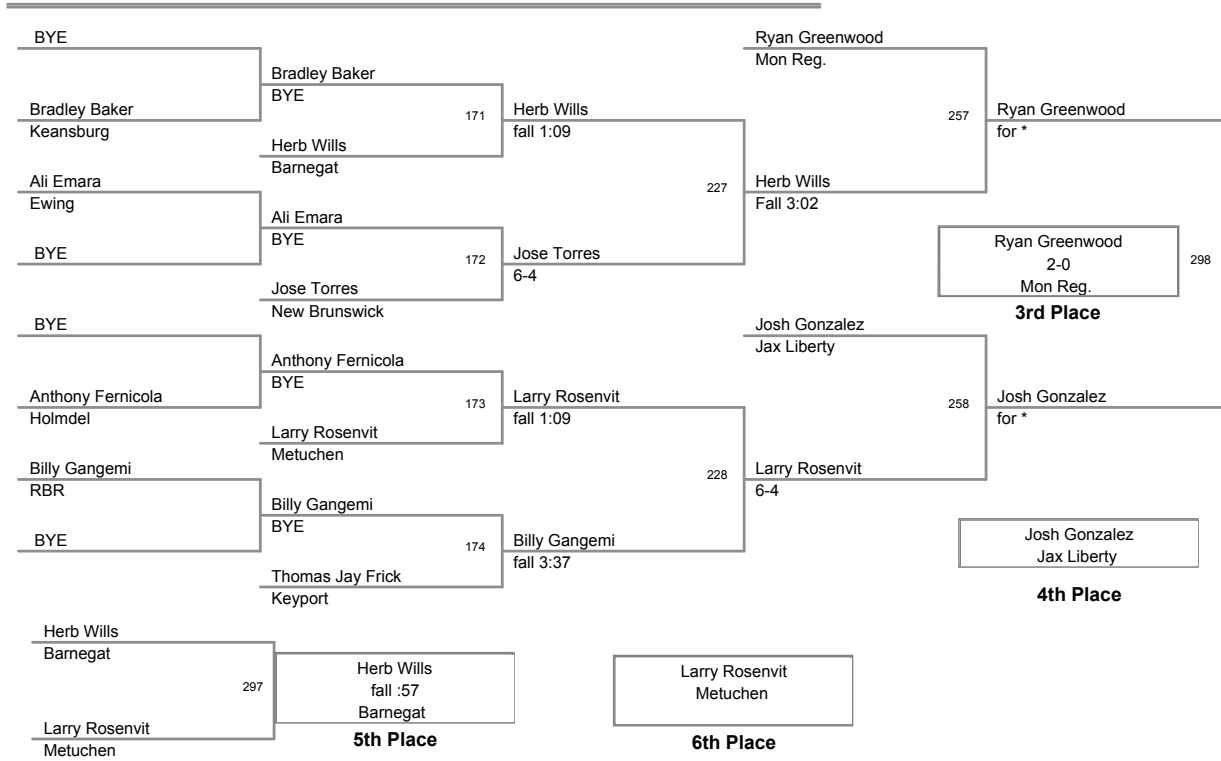 BYE
Bradley Baker
Keansburg
Ali Emara
Ewing
BYE
BYE
Anthony Fernicola
Holmdel
Billy Gangemi
RBR
BYE
Bradley Baker
BYE
171
Herb Wills
Barnegat
Ali Emara
BYE
172
Jose Torres
New Brunswick
Anthony Fernicola
BYE
173
Larry Rosenvit
Metuchen
Billy Gangemi
BYE
174
Thomas Jay Frick
Keyport
Herb Wills
fall 1:09
227
Jose Torres
6-4
Larry Rosenvit
fall 1:09
228
Billy Gangemi
fall 3:37
Ryan Greenwood
Mon Reg.
257
Herb Wills
Fall 3:02
Josh Gonzalez
Jax Liberty
258
Larry Rosenvit
6-4
Ryan Greenwood
for *
Ryan Greenwood
2-0
Mon Reg.
298
3rd Place
Josh Gonzalez
for *
Josh Gonzalez
Jax Liberty
4th Place
Herb Wills
Barnegat
297
Larry Rosenvit
Metuchen
Herb Wills
fall :57
Barnegat
5th Place
Larry Rosenvit
Metuchen
6th Place